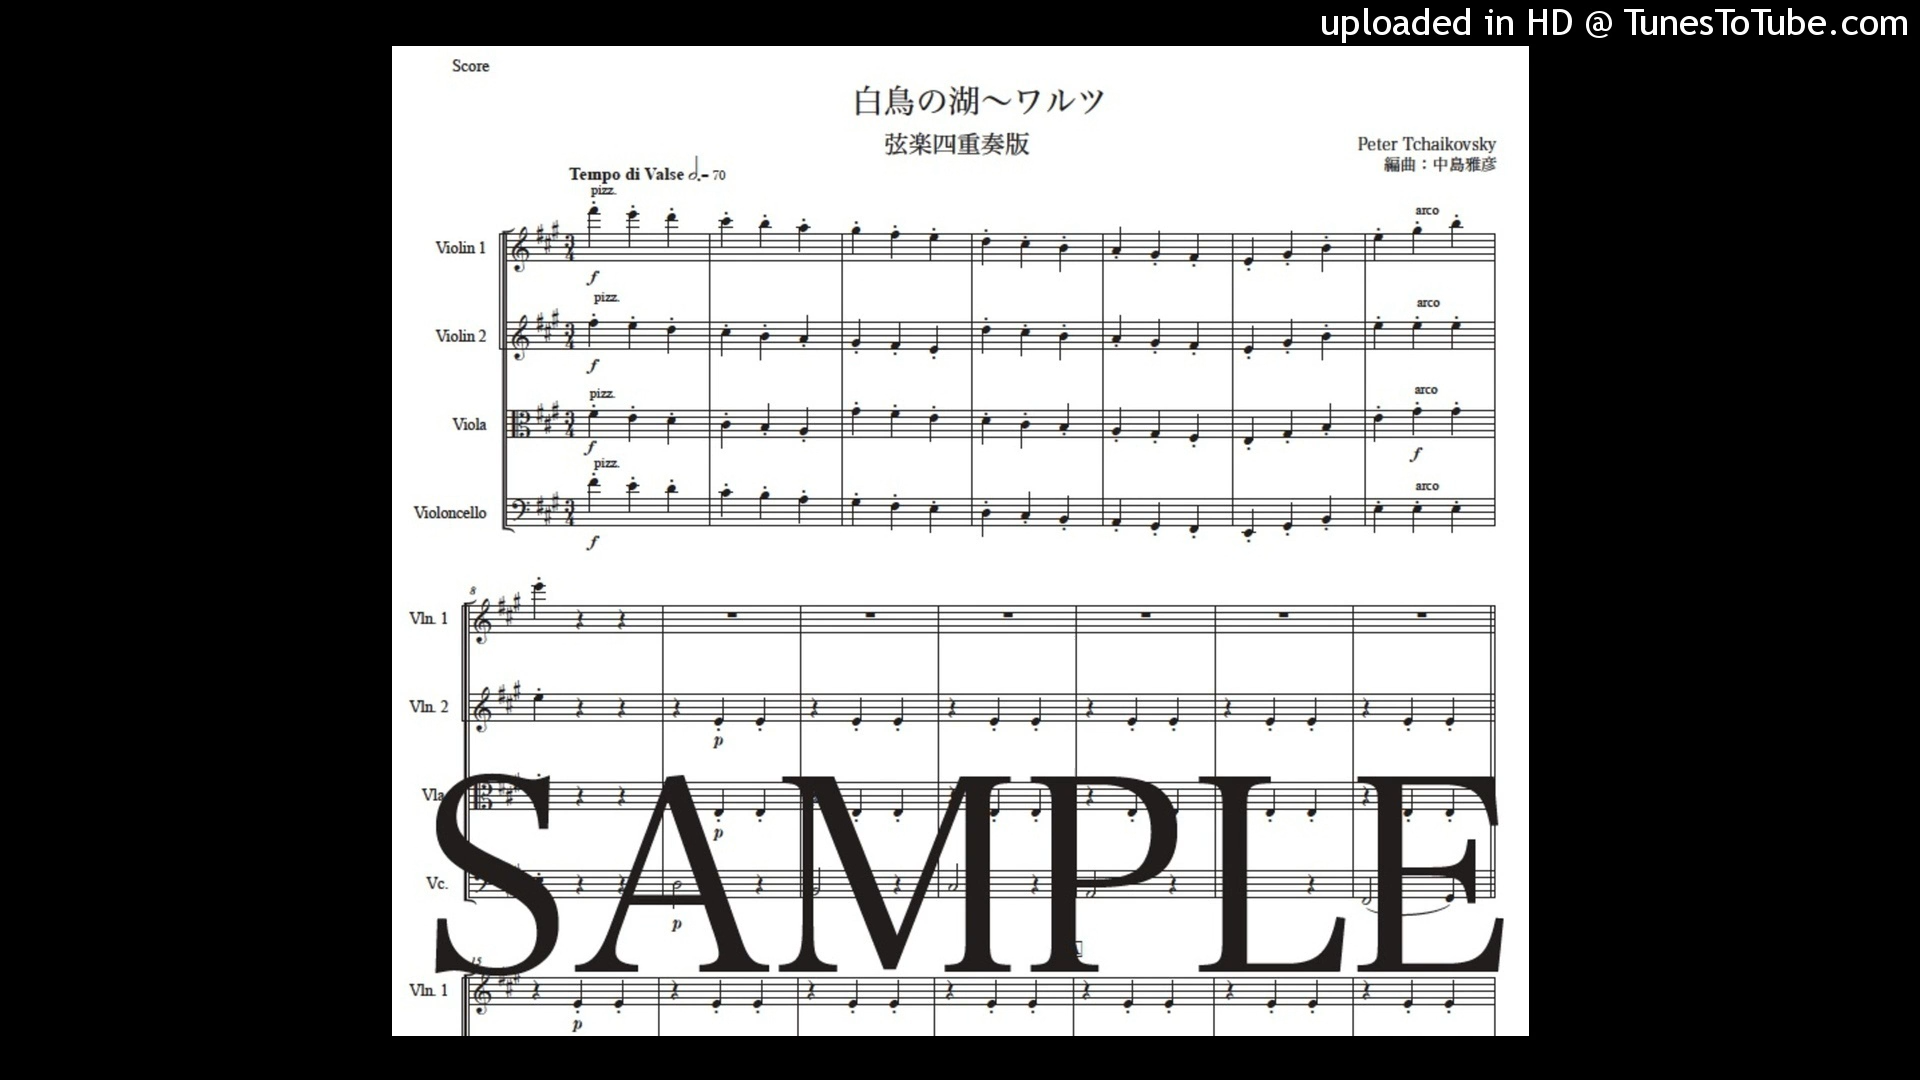 uploaded in HD @ TunesToTube.com
Score
白鳥の湖～ワルツ
弦楽四重奏版
Peter Tchaikovsky
編曲：中島雅彦
Tempo di Valse 𝅗𝅥. = 70
pizz.
arco
Violin 1
f
pizz.
arco
Violin 2
f
pizz.
arco
Viola
f
f
pizz.
arco
Violoncello
f
8
Vln. 1
Vln. 2
p
Vla.
p
Vc.
p
SAMPLE
15
Vln. 1
p